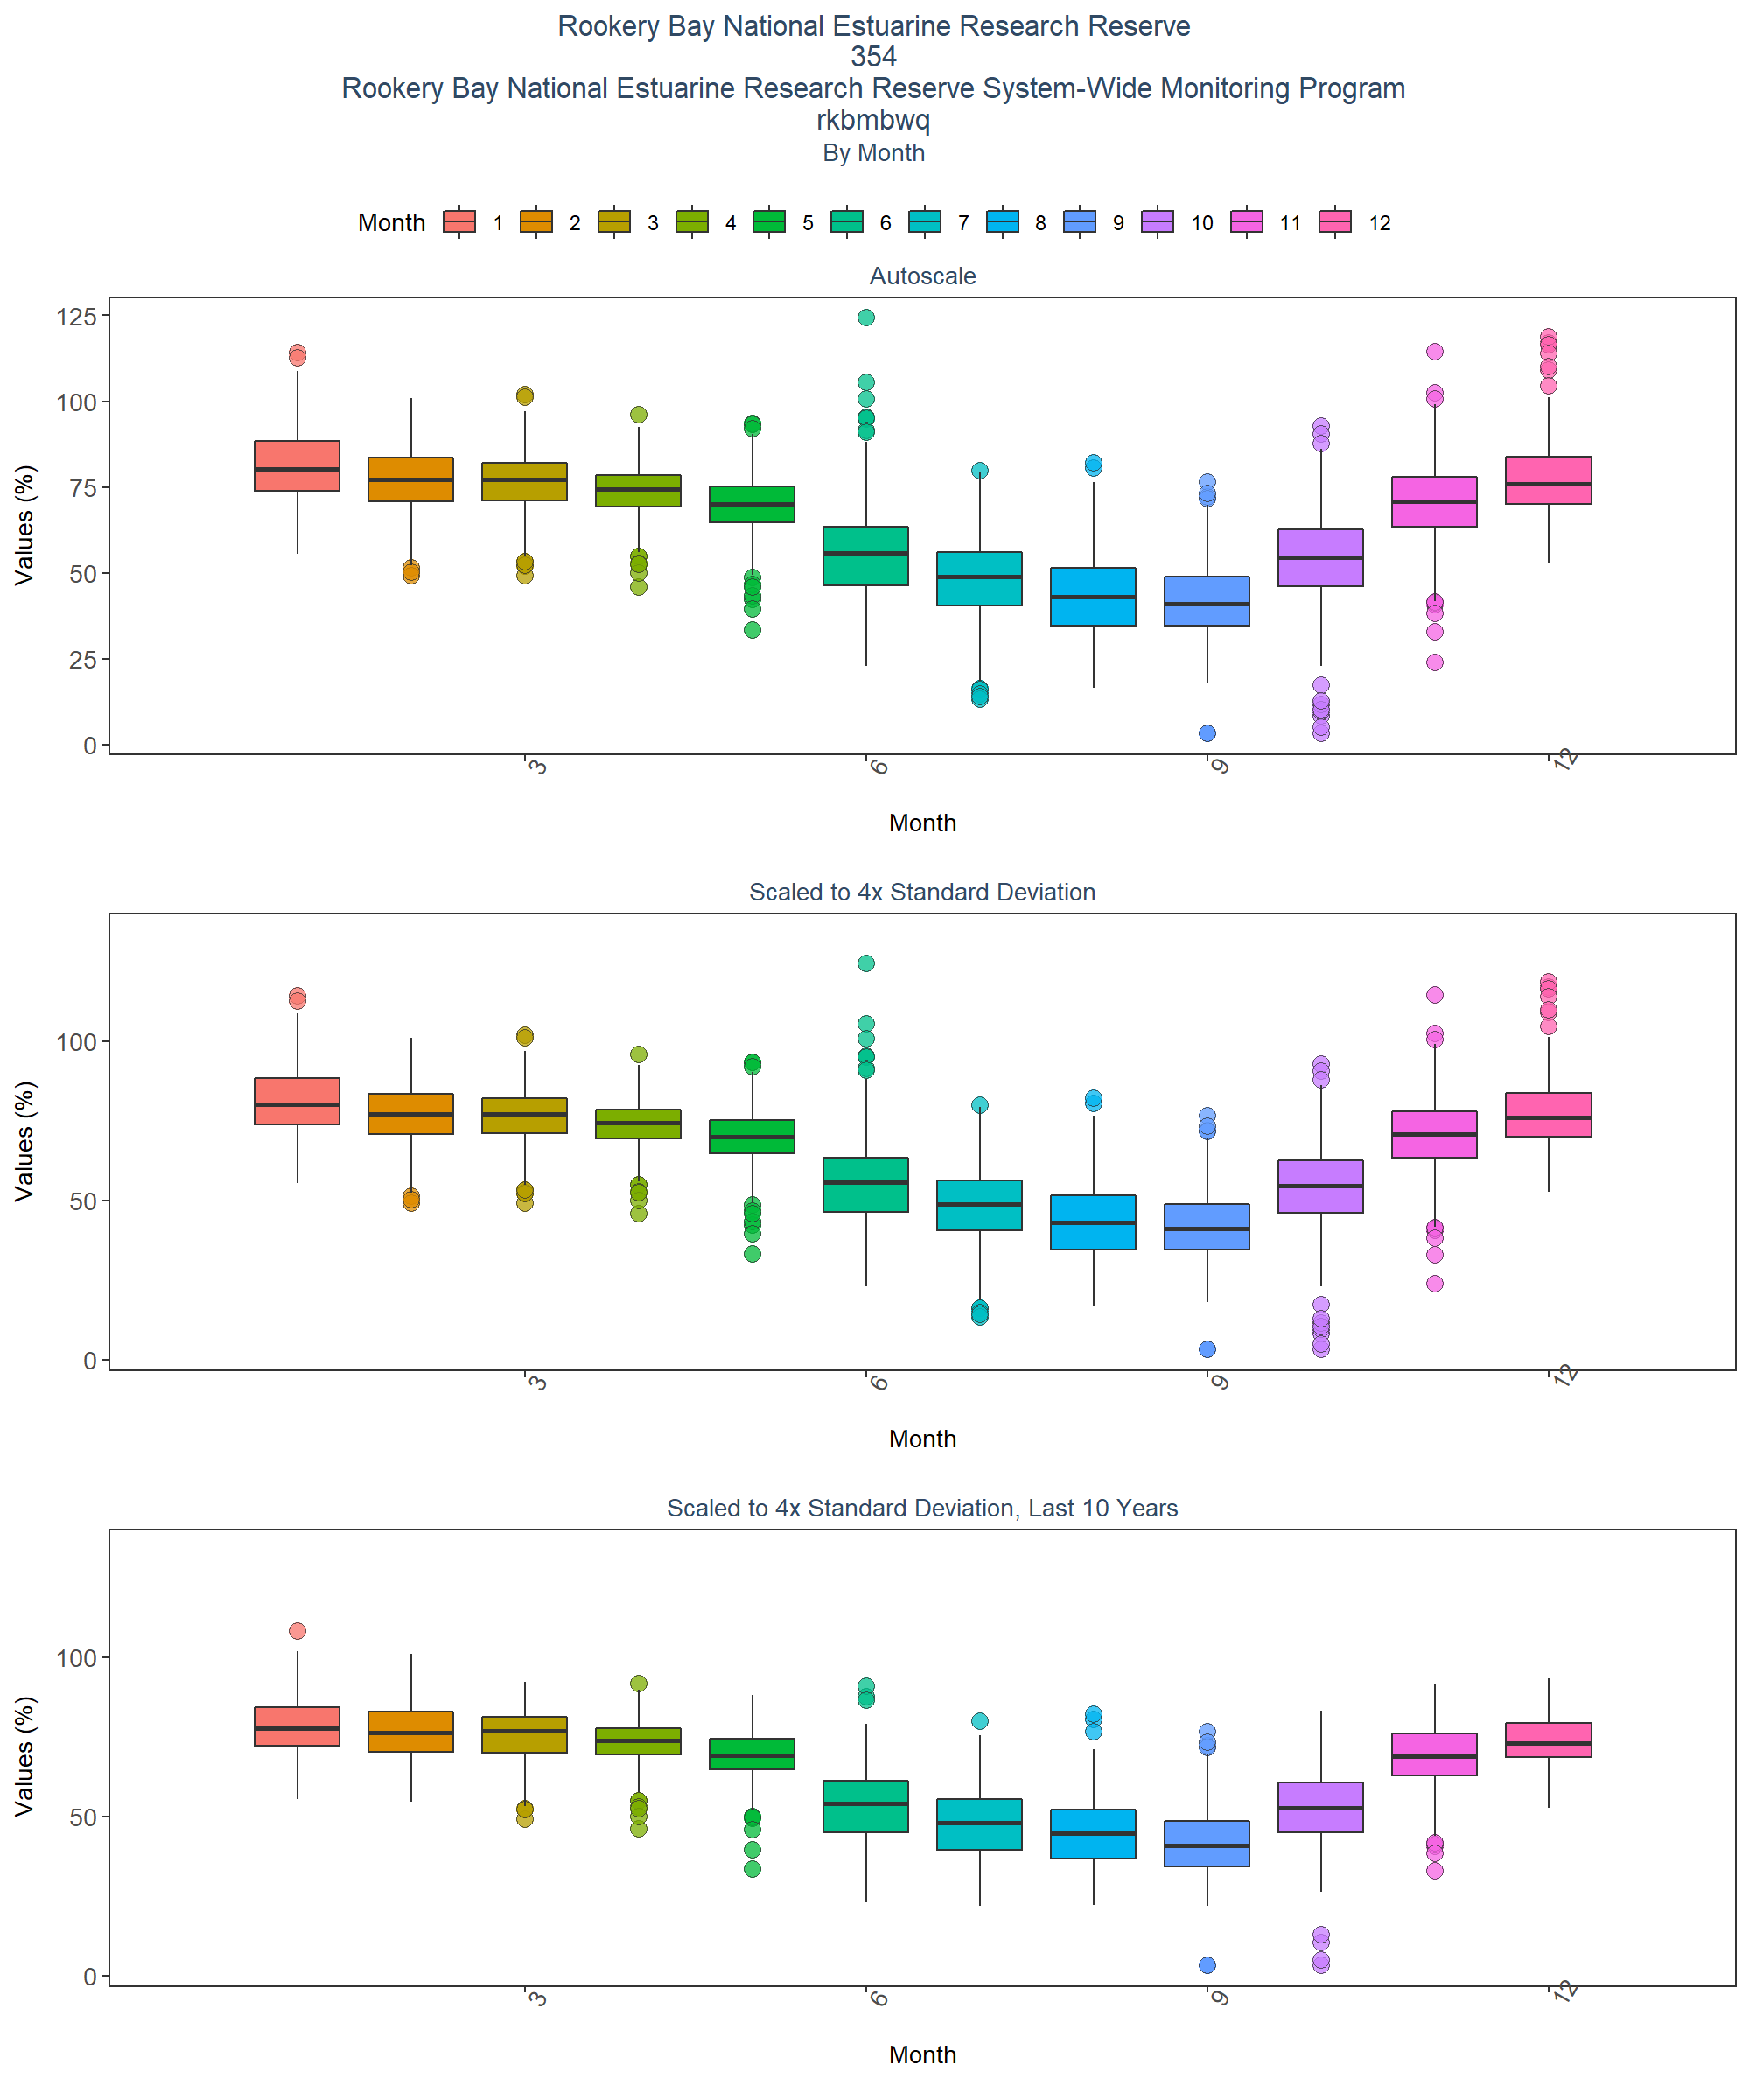 Rookery Bay National Estuarine Research Reserve
354
Rookery Bay National Estuarine Research Reserve System-Wide Monitoring Program
rkbmbwq
By Month
Month 1 2 3 4 5 6 7 8 9 10 11 12
Autoscale
Values (%)
125
100
75
50
25
0
3 6 9 12
Month
Scaled to 4x Standard Deviation
Values (%)
100
50
0
3 6 9 12
Month
Scaled to 4x Standard Deviation, Last 10 Years
Values (%)
100
50
0
3 6 9 12
Month